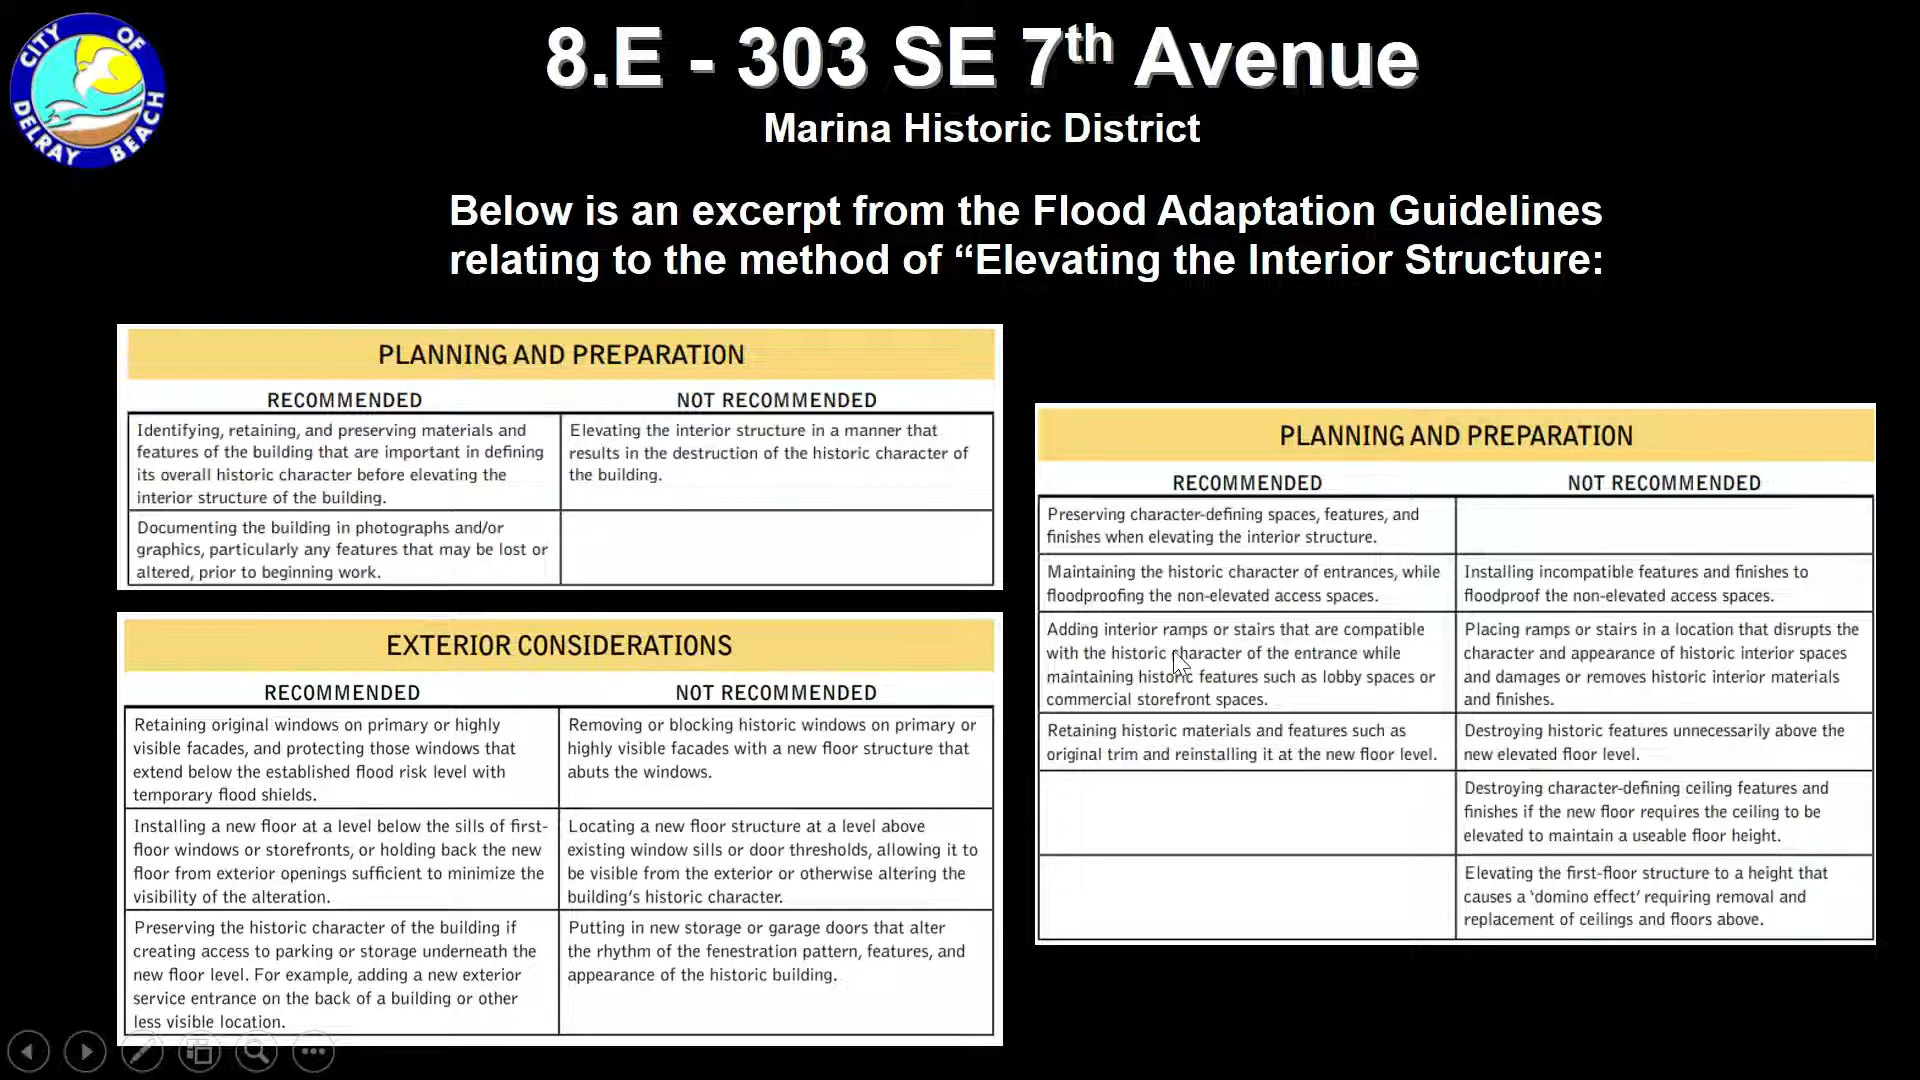 CITY OF
DELRAY BEACH
8.E - 303 SE 7th Avenue
Marina Historic District
Below is an excerpt from the Flood Adaptation Guidelines
relating to the method of “Elevating the Interior Structure:
PLANNING AND PREPARATION
RECOMMENDED
NOT RECOMMENDED
Identifying, retaining, and preserving materials and
features of the building that are important in defining
its overall historic character before elevating the
interior structure of the building.
Elevating the interior structure in a manner that
results in the destruction of the historic character of
the building.
Documenting the building in photographs and/or
graphics, particularly any features that may be lost or
altered, prior to beginning work.
EXTERIOR CONSIDERATIONS
RECOMMENDED
NOT RECOMMENDED
Retaining original windows on primary or highly
visible facades, and protecting those windows that
extend below the established flood risk level with
temporary flood shields.
Removing or blocking historic windows on primary or
highly visible facades with a new floor structure that
abuts the windows.
Installing a new floor at a level below the sills of first-
floor windows or storefronts, or holding back the new
floor from exterior openings sufficient to minimize the
visibility of the alteration.
Locating a new floor structure at a level above
existing window sills or door thresholds, allowing it to
be visible from the exterior or otherwise altering the
building’s historic character.
Preserving the historic character of the building if
creating access to parking or storage underneath the
new floor level. For example, adding a new exterior
service entrance on the back of a building or other
less visible location.
Putting in new storage or garage doors that alter
the rhythm of the fenestration pattern, features, and
appearance of the historic building.
PLANNING AND PREPARATION
RECOMMENDED
NOT RECOMMENDED
Preserving character-defining spaces, features, and
finishes when elevating the interior structure.
Maintaining the historic character of entrances, while
floodproofing the non-elevated access spaces.
Installing incompatible features and finishes to
floodproof the non-elevated access spaces.
Adding interior ramps or stairs that are compatible
with the historic character of the entrance while
maintaining historic features such as lobby spaces or
commercial storefront spaces.
Placing ramps or stairs in a location that disrupts the
character and appearance of historic interior spaces
and damages or removes historic interior materials
and finishes.
Retaining historic materials and features such as
original trim and reinstalling it at the new floor level.
Destroying historic features unnecessarily above the
new elevated floor level.
Destroying character-defining ceiling features and
finishes if the new floor requires the ceiling to be
elevated to maintain a useable floor height.
Elevating the first-floor structure to a height that
causes a ‘domino effect’ requiring removal and
replacement of ceilings and floors above.